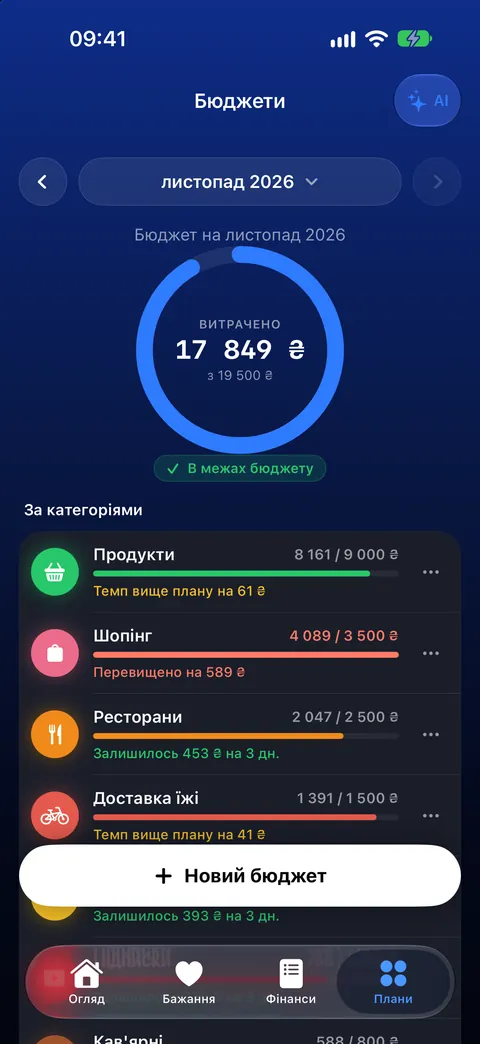 09:41
Бюджети
AI
листопад 2026
Бюджет на листопад 2026
ВИТРАЧЕНО
17 849 ₴
з 19 500 ₴
В межах бюджету
За категоріями
Продукти 8 161 / 9 000 ₴
Темп вище плану на 61 ₴
Шопінг 4 089 / 3 500 ₴
Перевищено на 589 ₴
Ресторани 2 047 / 2 500 ₴
Залишилось 453 ₴ на 3 дн.
Доставка їжі 1 391 / 1 500 ₴
Темп вище плану на 41 ₴
+ Новий бюджет
Залишилось 393 ₴ на 3 дн.
Огляд Бажання Фінанси Плани
Кав'ярні 588 / 800 ₴